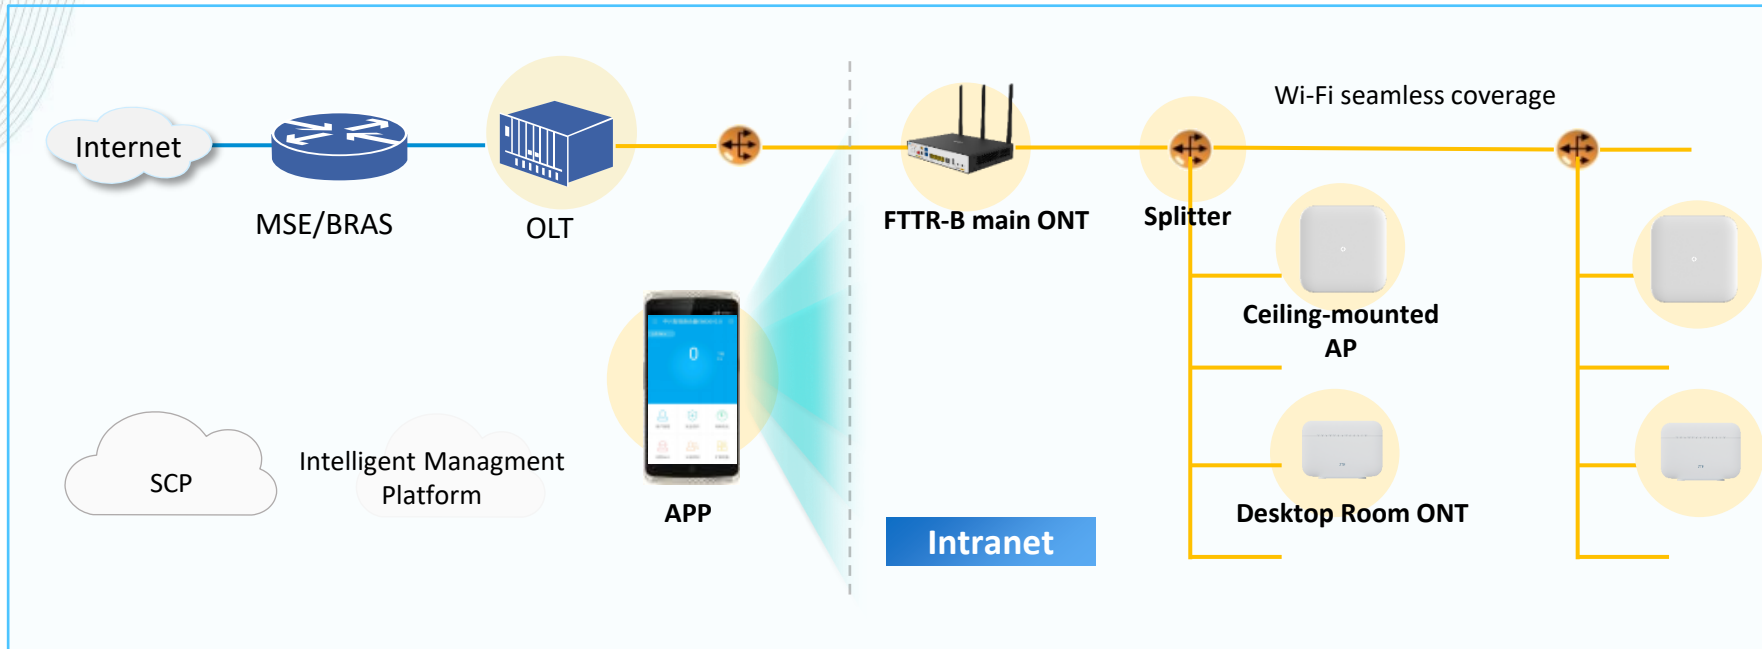 Wi-Fi seamless coverage
Internet
MSE/BRAS
OLT
FTTR-B main ONT
Splitter
Ceiling-mounted
AP
0
SCP
Intelligent Managment
Platform
APP
Desktop Room ONT
Intranet